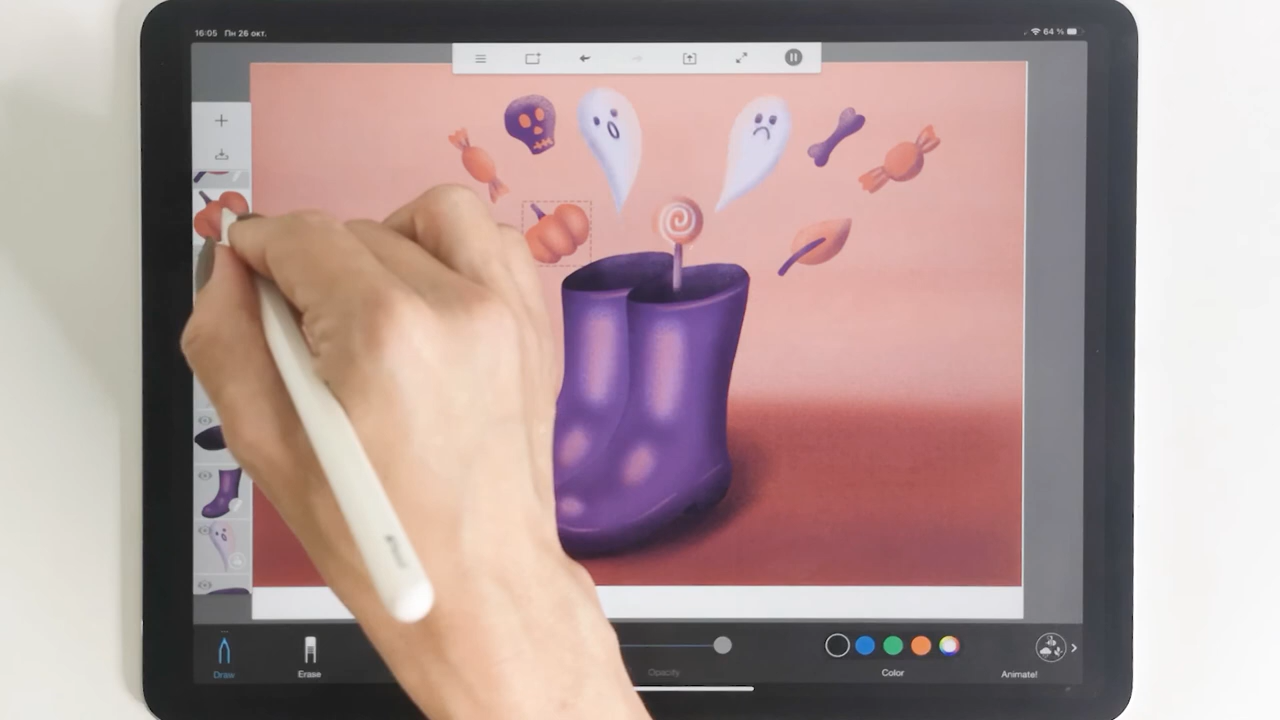 16:05 Пн 26 окт.
64 %
Draw
Erase
Opacity
Color
Animate!